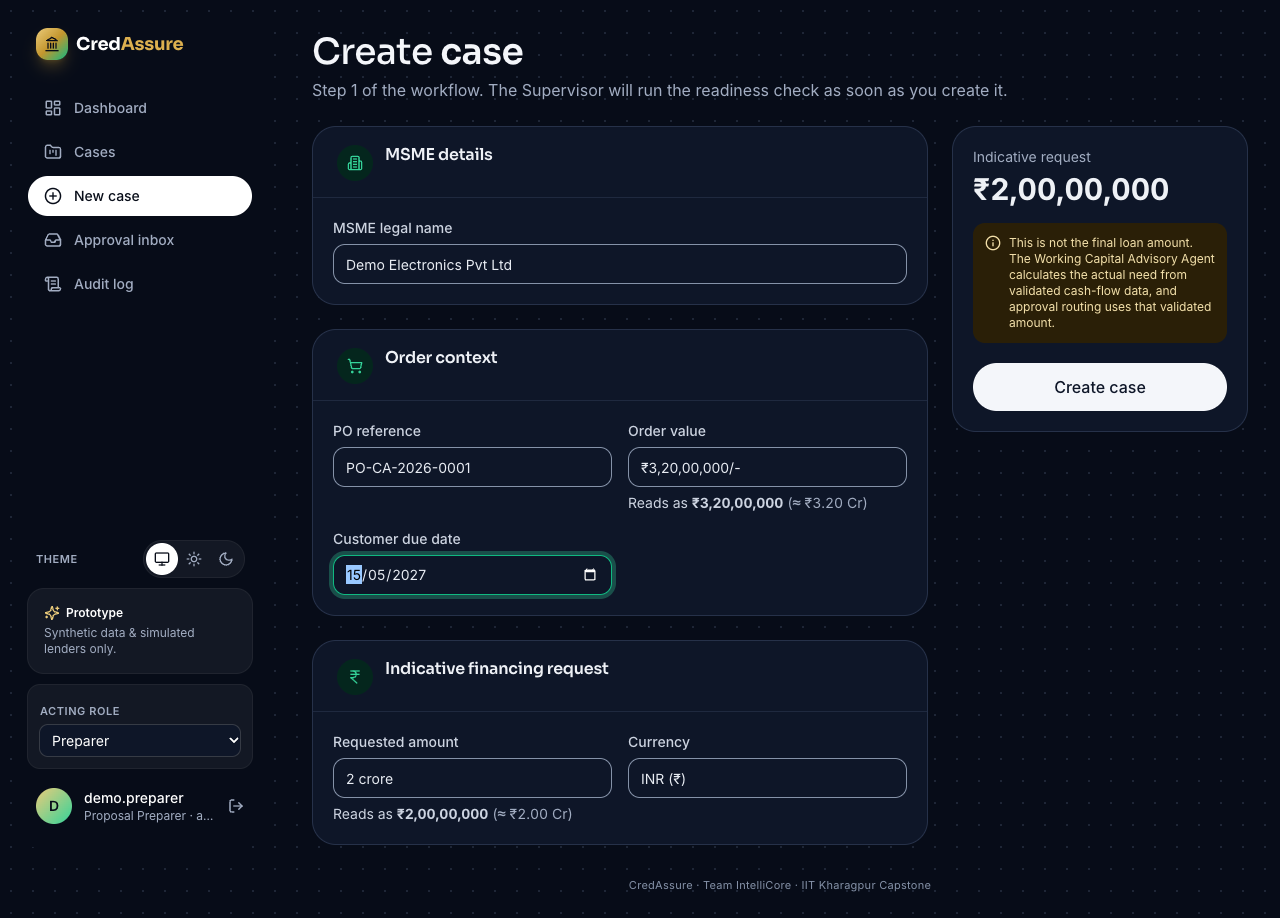 CredAssure
Dashboard
Cases
New case
Approval inbox
Audit log
THEME
Prototype
Synthetic data & simulated
lenders only.
ACTING ROLE
Preparer
D
demo.preparer
Proposal Preparer · a...
Create case
Step 1 of the workflow. The Supervisor will run the readiness check as soon as you create it.
MSME details
MSME legal name
Demo Electronics Pvt Ltd
Order context
PO reference
Order value
PO-CA-2026-0001
₹3,20,00,000/-
Reads as ₹3,20,00,000 (≈ ₹3.20 Cr)
Customer due date
15/05/2027
Indicative financing request
Requested amount
Currency
2 crore
INR (₹)
Reads as ₹2,00,00,000 (≈ ₹2.00 Cr)
Indicative request
₹2,00,00,000
This is not the final loan amount.
The Working Capital Advisory Agent
calculates the actual need from
validated cash-flow data, and
approval routing uses that validated
amount.
Create case
CredAssure · Team IntelliCore · IIT Kharagpur Capstone